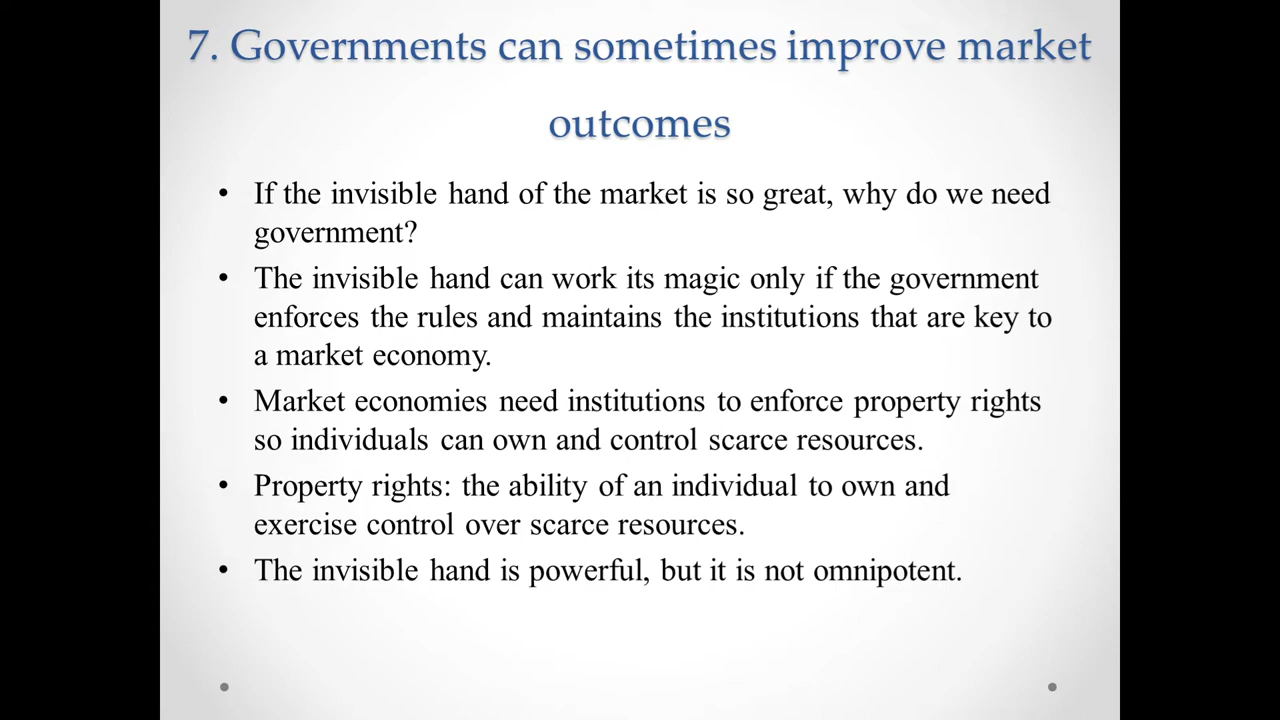 7. Governments can sometimes improve market
outcomes
• If the invisible hand of the market is so great, why do we need
government?
• The invisible hand can work its magic only if the government
enforces the rules and maintains the institutions that are key to
a market economy.
• Market economies need institutions to enforce property rights
so individuals can own and control scarce resources.
• Property rights: the ability of an individual to own and
exercise control over scarce resources.
• The invisible hand is powerful, but it is not omnipotent.